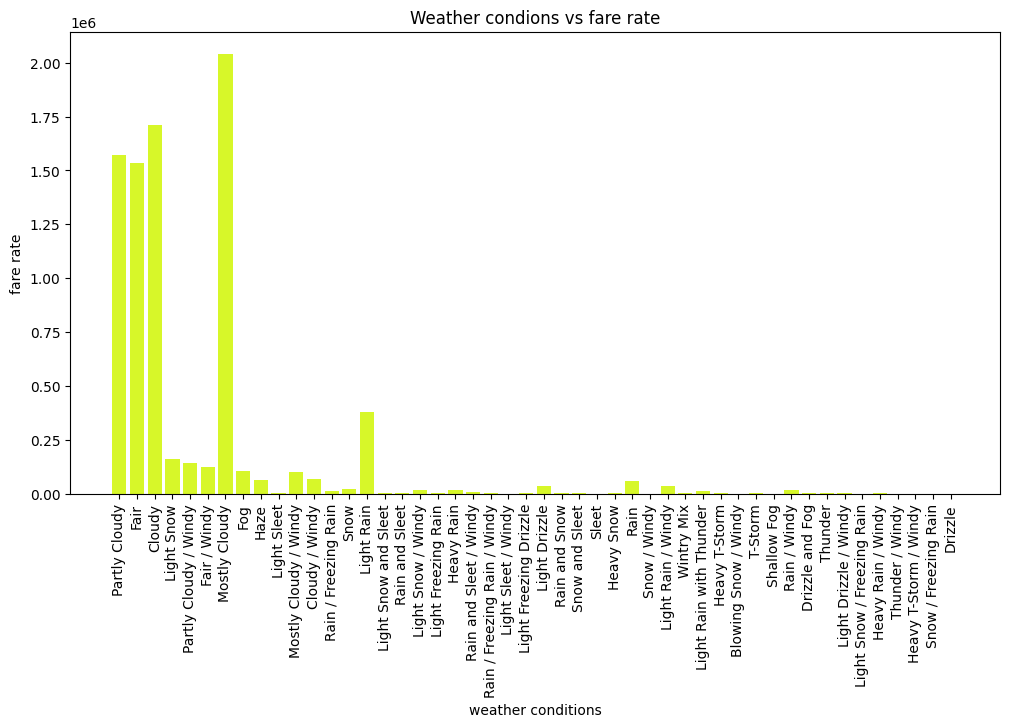 Weather condions vs fare rate
1e6
2.00
1.75
1.50
1.25
1.00
0.75
0.50
0.25
0.00
fare rate
Partly Cloudy
Fair
Cloudy
Light Snow
Partly Cloudy / Windy
Fair / Windy
Mostly Cloudy
Fog
Haze
Light Sleet
Mostly Cloudy / Windy
Cloudy / Windy
Rain / Freezing Rain
Snow
Light Rain
Light Snow and Sleet
Rain and Sleet
Light Snow / Windy
Light Freezing Rain
Heavy Rain
Rain and Sleet / Windy
Rain / Freezing Rain / Windy
Light Sleet / Windy
Light Freezing Drizzle
Light Drizzle
Rain and Snow
Snow and Sleet
Sleet
Heavy Snow
Rain
Snow / Windy
Light Rain / Windy
Wintry Mix
Light Rain with Thunder
Heavy T-Storm
Blowing Snow / Windy
T-Storm
Shallow Fog
Rain / Windy
Drizzle and Fog
Thunder
Light Drizzle / Windy
Light Snow / Freezing Rain
Heavy Rain / Windy
Thunder / Windy
Heavy T-Storm / Windy
Snow / Freezing Rain
Drizzle
weather conditions